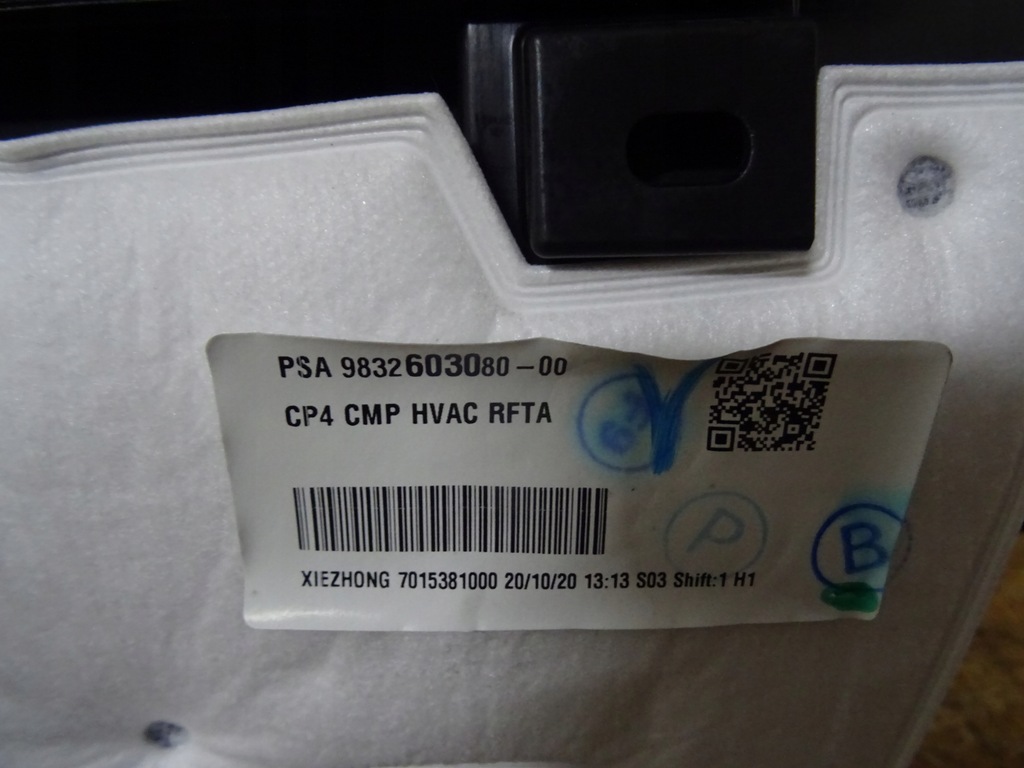 PSA 9832603080-00
CP4 CMP HVAC RFTA
P
B
XIEZHONG 7015381000 20/10/20 13:13 S03 Shift:1 H1